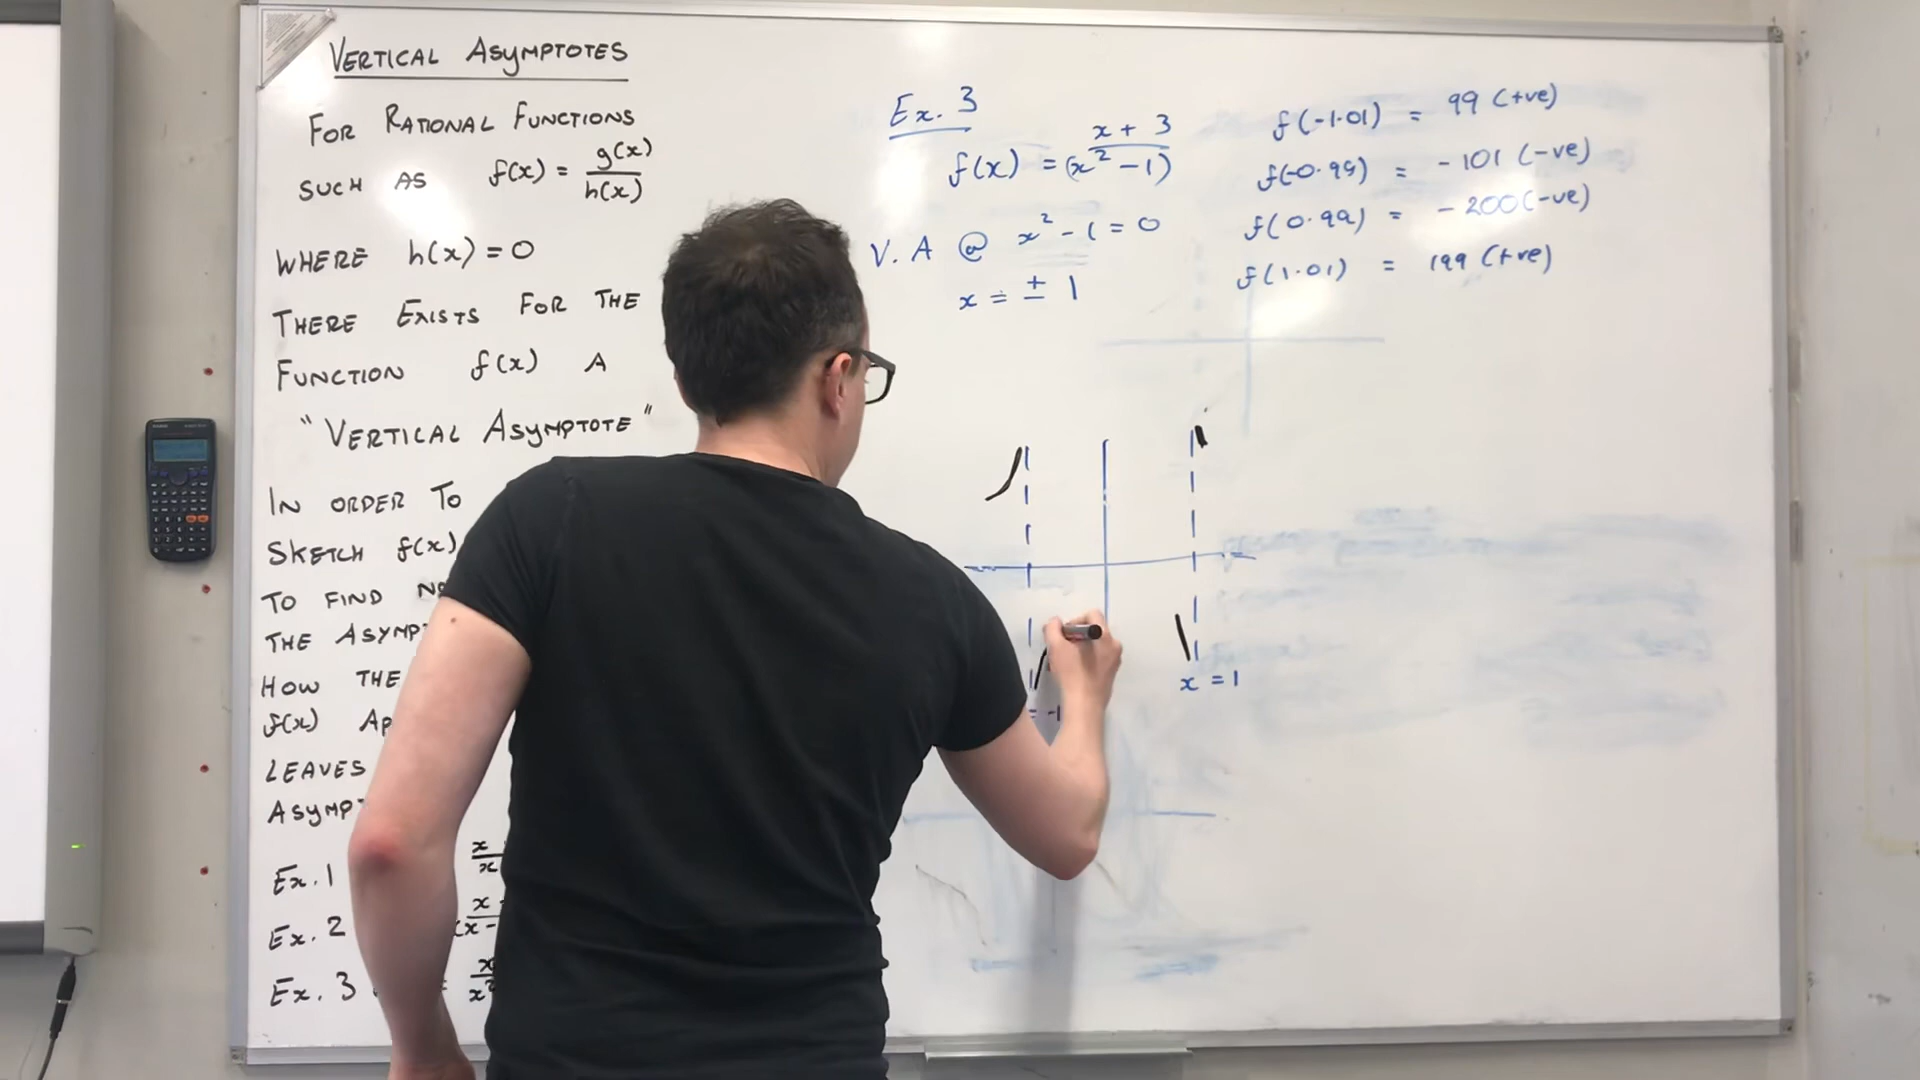 VERTICAL ASYMPTOTES
FOR RATIONAL FUNCTIONS
SUCH AS f(x) = g(x)/h(x)
WHERE h(x) = 0
THERE EXISTS FOR THE
FUNCTION f(x) A
"VERTICAL ASYMPTOTE"
IN ORDER TO
SKETCH f(x)
TO FIND
THE ASYMP
HOW THE
f(x) AP
LEAVES
ASYMP
Ex. 1
Ex. 2
Ex. 3
Ex. 3
f(x) = x + 3/(x² - 1)
V.A @ x² - 1 = 0
x = ± 1
f(-1.01) = 99 (+ve)
f(-0.99) = -101 (-ve)
f(0.99) = -200 (-ve)
f(1.01) = 199 (+ve)
x = 1
= -1